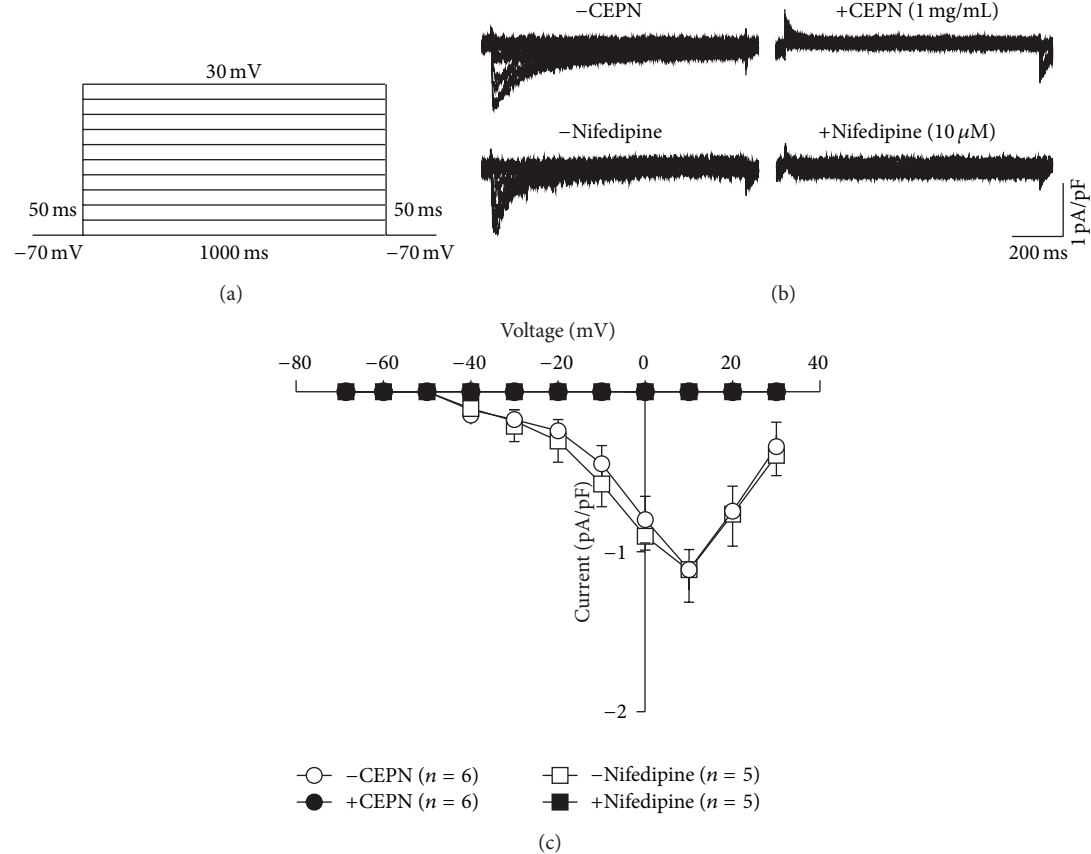 30 mV
50 ms
50 ms
−70 mV
1000 ms
−70 mV
(a)
−CEPN
+CEPN (1 mg/mL)
−Nifedipine
+Nifedipine (10 μM)
1 pA/pF
200 ms
(b)
Voltage (mV)
−80 −60 −40 −20 0 20 40
Current (pA/pF)
−1
−2
−CEPN (n = 6)
+CEPN (n = 6)
−Nifedipine (n = 5)
+Nifedipine (n = 5)
(c)